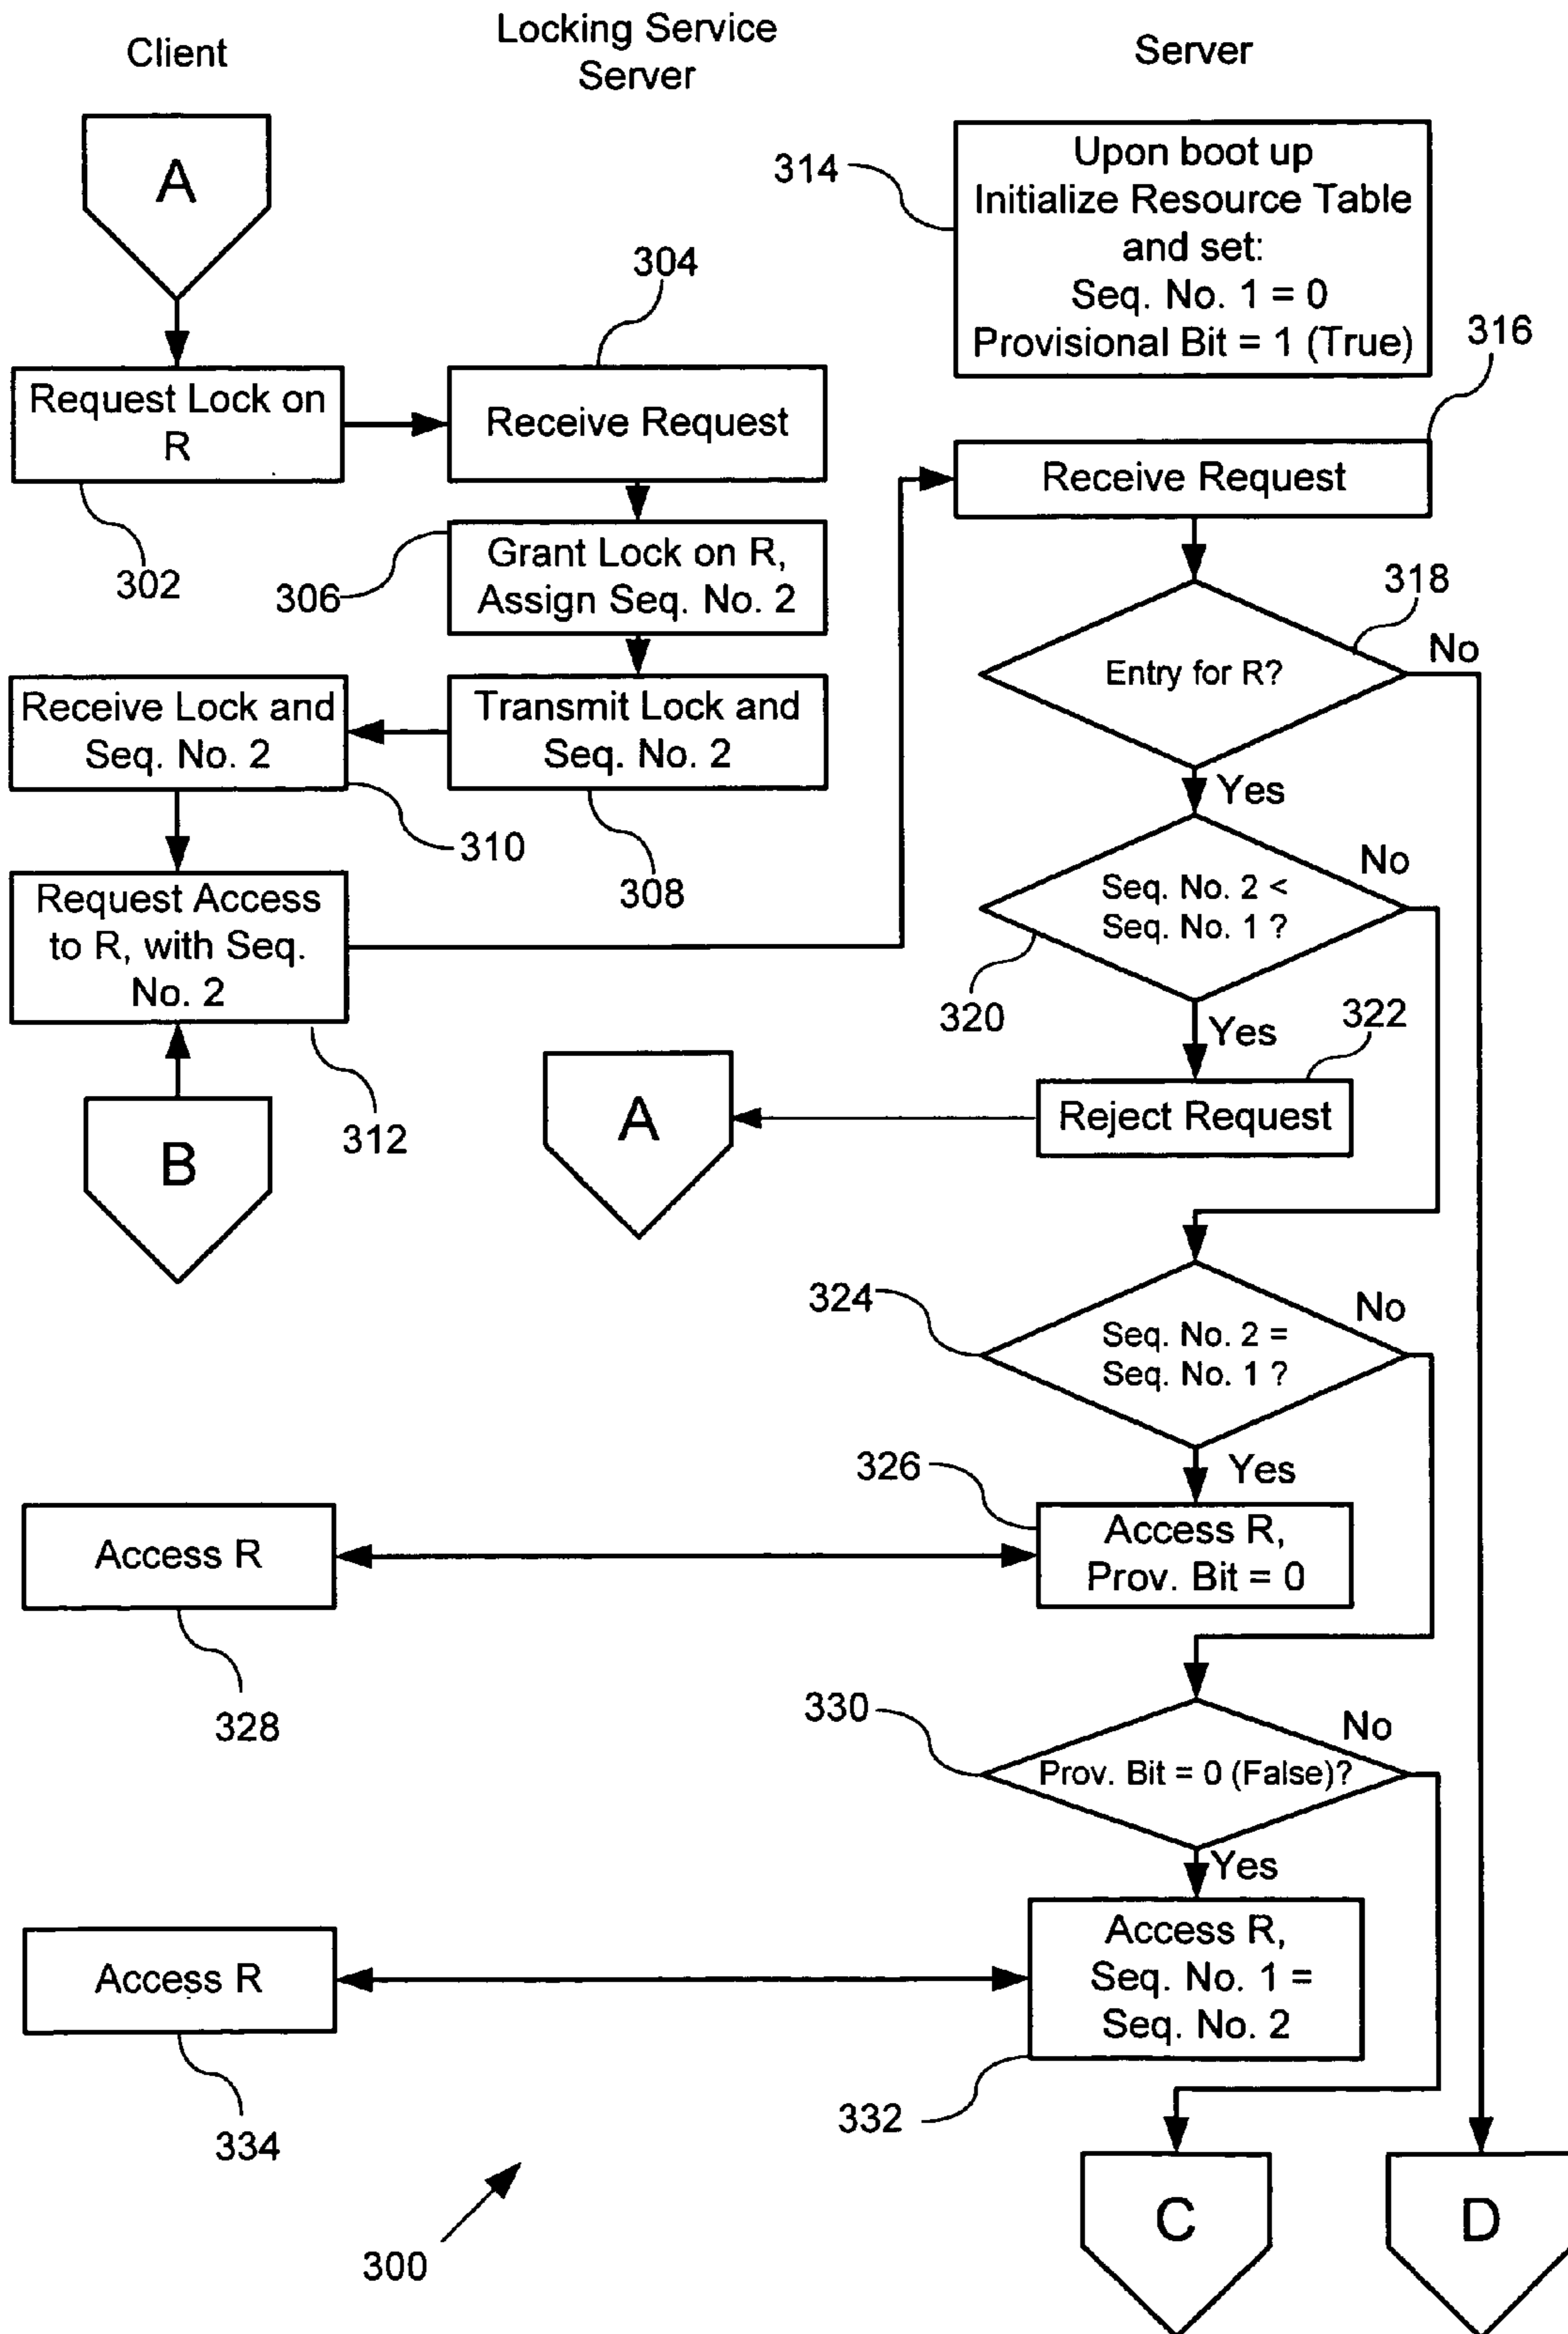 Client
Locking Service
Server
Server
A
Upon boot up
Initialize Resource Table
and set:
Seq. No. 1 = 0
Provisional Bit = 1 (True)
314
304
316
Request Lock on
R
Receive Request
Receive Request
302
306
Grant Lock on R,
Assign Seq. No. 2
318
Entry for R?
No
Yes
Receive Lock and
Seq. No. 2
Transmit Lock and
Seq. No. 2
310
308
Request Access
to R, with Seq.
No. 2
Seq. No. 2 <
Seq. No. 1 ?
No
320
Yes
322
Reject Request
A
B
312
324
Seq. No. 2 =
Seq. No. 1 ?
No
Yes
326
Access R,
Prov. Bit = 0
Access R
328
330
Prov. Bit = 0 (False)?
No
Yes
Access R,
Seq. No. 1 =
Seq. No. 2
Access R
332
334
300
C
D